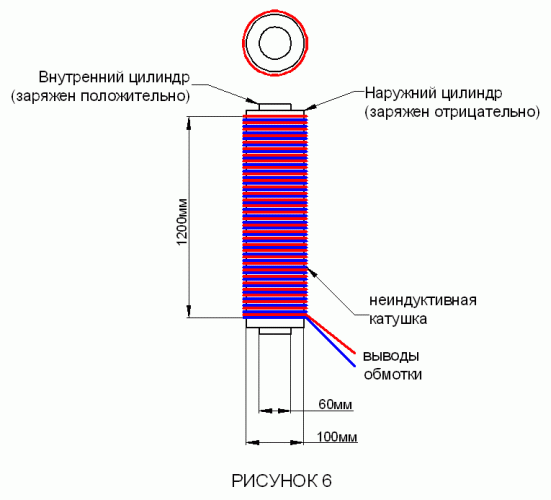 Внутренний цилиндр
(заряжен положительно)
Наружний цилиндр
(заряжен отрицательно)
1200мм
неиндуктивная
катушка
выводы
обмотки
60мм
100мм
РИСУНОК 6